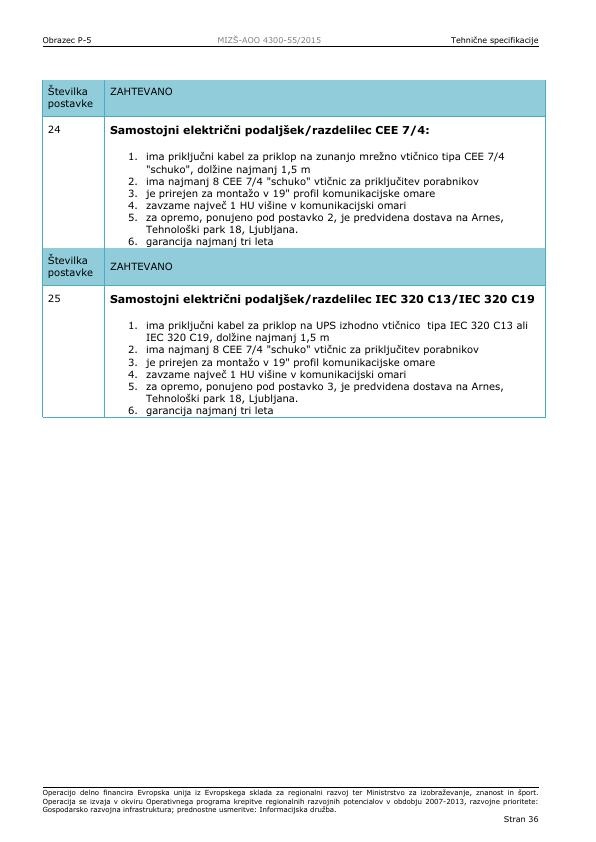 Obrazec P-5 MIZŠ-AOO 4300-55/2015 Tehnične specifikacije
Številka postavke ZAHTEVANO
24 Samostojni električni podaljšek/razdelilec CEE 7/4:
1. ima priključni kabel za priklop na zunanjo mrežno vtičnico tipa CEE 7/4
"schuko", dolžine najmanj 1,5 m
2. ima najmanj 8 CEE 7/4 "schuko" vtičnic za priključitev porabnikov
3. je prirejen za montažo v 19" profil komunikacijske omare
4. zavzame največ 1 HU višine v komunikacijski omari
5. za opremo, ponujeno pod postavko 2, je predvidena dostava na Arnes,
Tehnološki park 18, Ljubljana.
6. garancija najmanj tri leta
Številka postavke ZAHTEVANO
25 Samostojni električni podaljšek/razdelilec IEC 320 C13/IEC 320 C19
1. ima priključni kabel za priklop na UPS izhodno vtičnico  tipa IEC 320 C13 ali
IEC 320 C19, dolžine najmanj 1,5 m
2. ima najmanj 8 CEE 7/4 "schuko" vtičnic za priključitev porabnikov
3. je prirejen za montažo v 19" profil komunikacijske omare
4. zavzame največ 1 HU višine v komunikacijski omari
5. za opremo, ponujeno pod postavko 3, je predvidena dostava na Arnes,
Tehnološki park 18, Ljubljana.
6. garancija najmanj tri leta
Operacijo delno financira Evropska unija iz Evropskega sklada za regionalni razvoj ter Ministrstvo za izobraževanje, znanost in šport.
Operacija se izvaja v okviru Operativnega programa krepitve regionalnih razvojnih potencialov v obdobju 2007-2013, razvojne prioritete:
Gospodarsko razvojna infrastruktura; prednostne usmeritve: Informacijska družba.
Stran 36